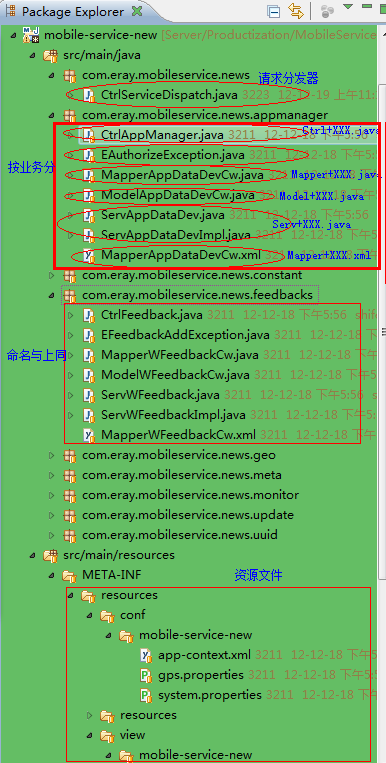 Package Explorer
mobile-service-new [Server/Productization/MobileService
src/main/java
com.eray.mobileservice.news 请求分发器
CtrlServiceDispatch.java 3223 12-12-19 上午11:
com.eray.mobileservice.news.appmanager
CtrlAppManager.java 3211 12-12-18 下午5:56 Ctrl+XXX.java
EAuthorizeException.java 3211 12-12-18 下午5
按业务分
MapperAppDataDevCw.java 3211 Mapper+XXX.java
ModelAppDataDevCw.java 3211 Model+XXX.java
ServAppDataDev.java 3211 12-12-18 下午5:56
Serv+XXX.java
ServAppDataDevImpl.java 3211 12-12-18 下午5
MapperAppDataDevCw.xml Mapper+XXX.xml
com.eray.mobileservice.news.constant
com.eray.mobileservice.news.feedbacks
CtrlFeedback.java 3211 12-12-18 下午5:56 shif
EFeedbackAddException.java 3211 12-12-18
命名与上同
MapperWFeedbackCw.java 3211 12-12-18 下
ModelWFeedbackCw.java 3211 12-12-18 下午
ServWFeedback.java 3211 12-12-18 下午5:56
ServWFeedbackImpl.java 3211 12-12-18 下午
MapperWFeedbackCw.xml 3211 12-12-18 下午
com.eray.mobileservice.news.geo
com.eray.mobileservice.news.meta
com.eray.mobileservice.news.monitor
com.eray.mobileservice.news.update
com.eray.mobileservice.news.uuid
src/main/resources
META-INF 资源文件
resources
conf
mobile-service-new
app-context.xml 3211 12-12-18 下午5
gps.properties 3211 12-12-18 下午5:
system.properties 3211 12-12-18 下午
resources
view
mobile-service-new